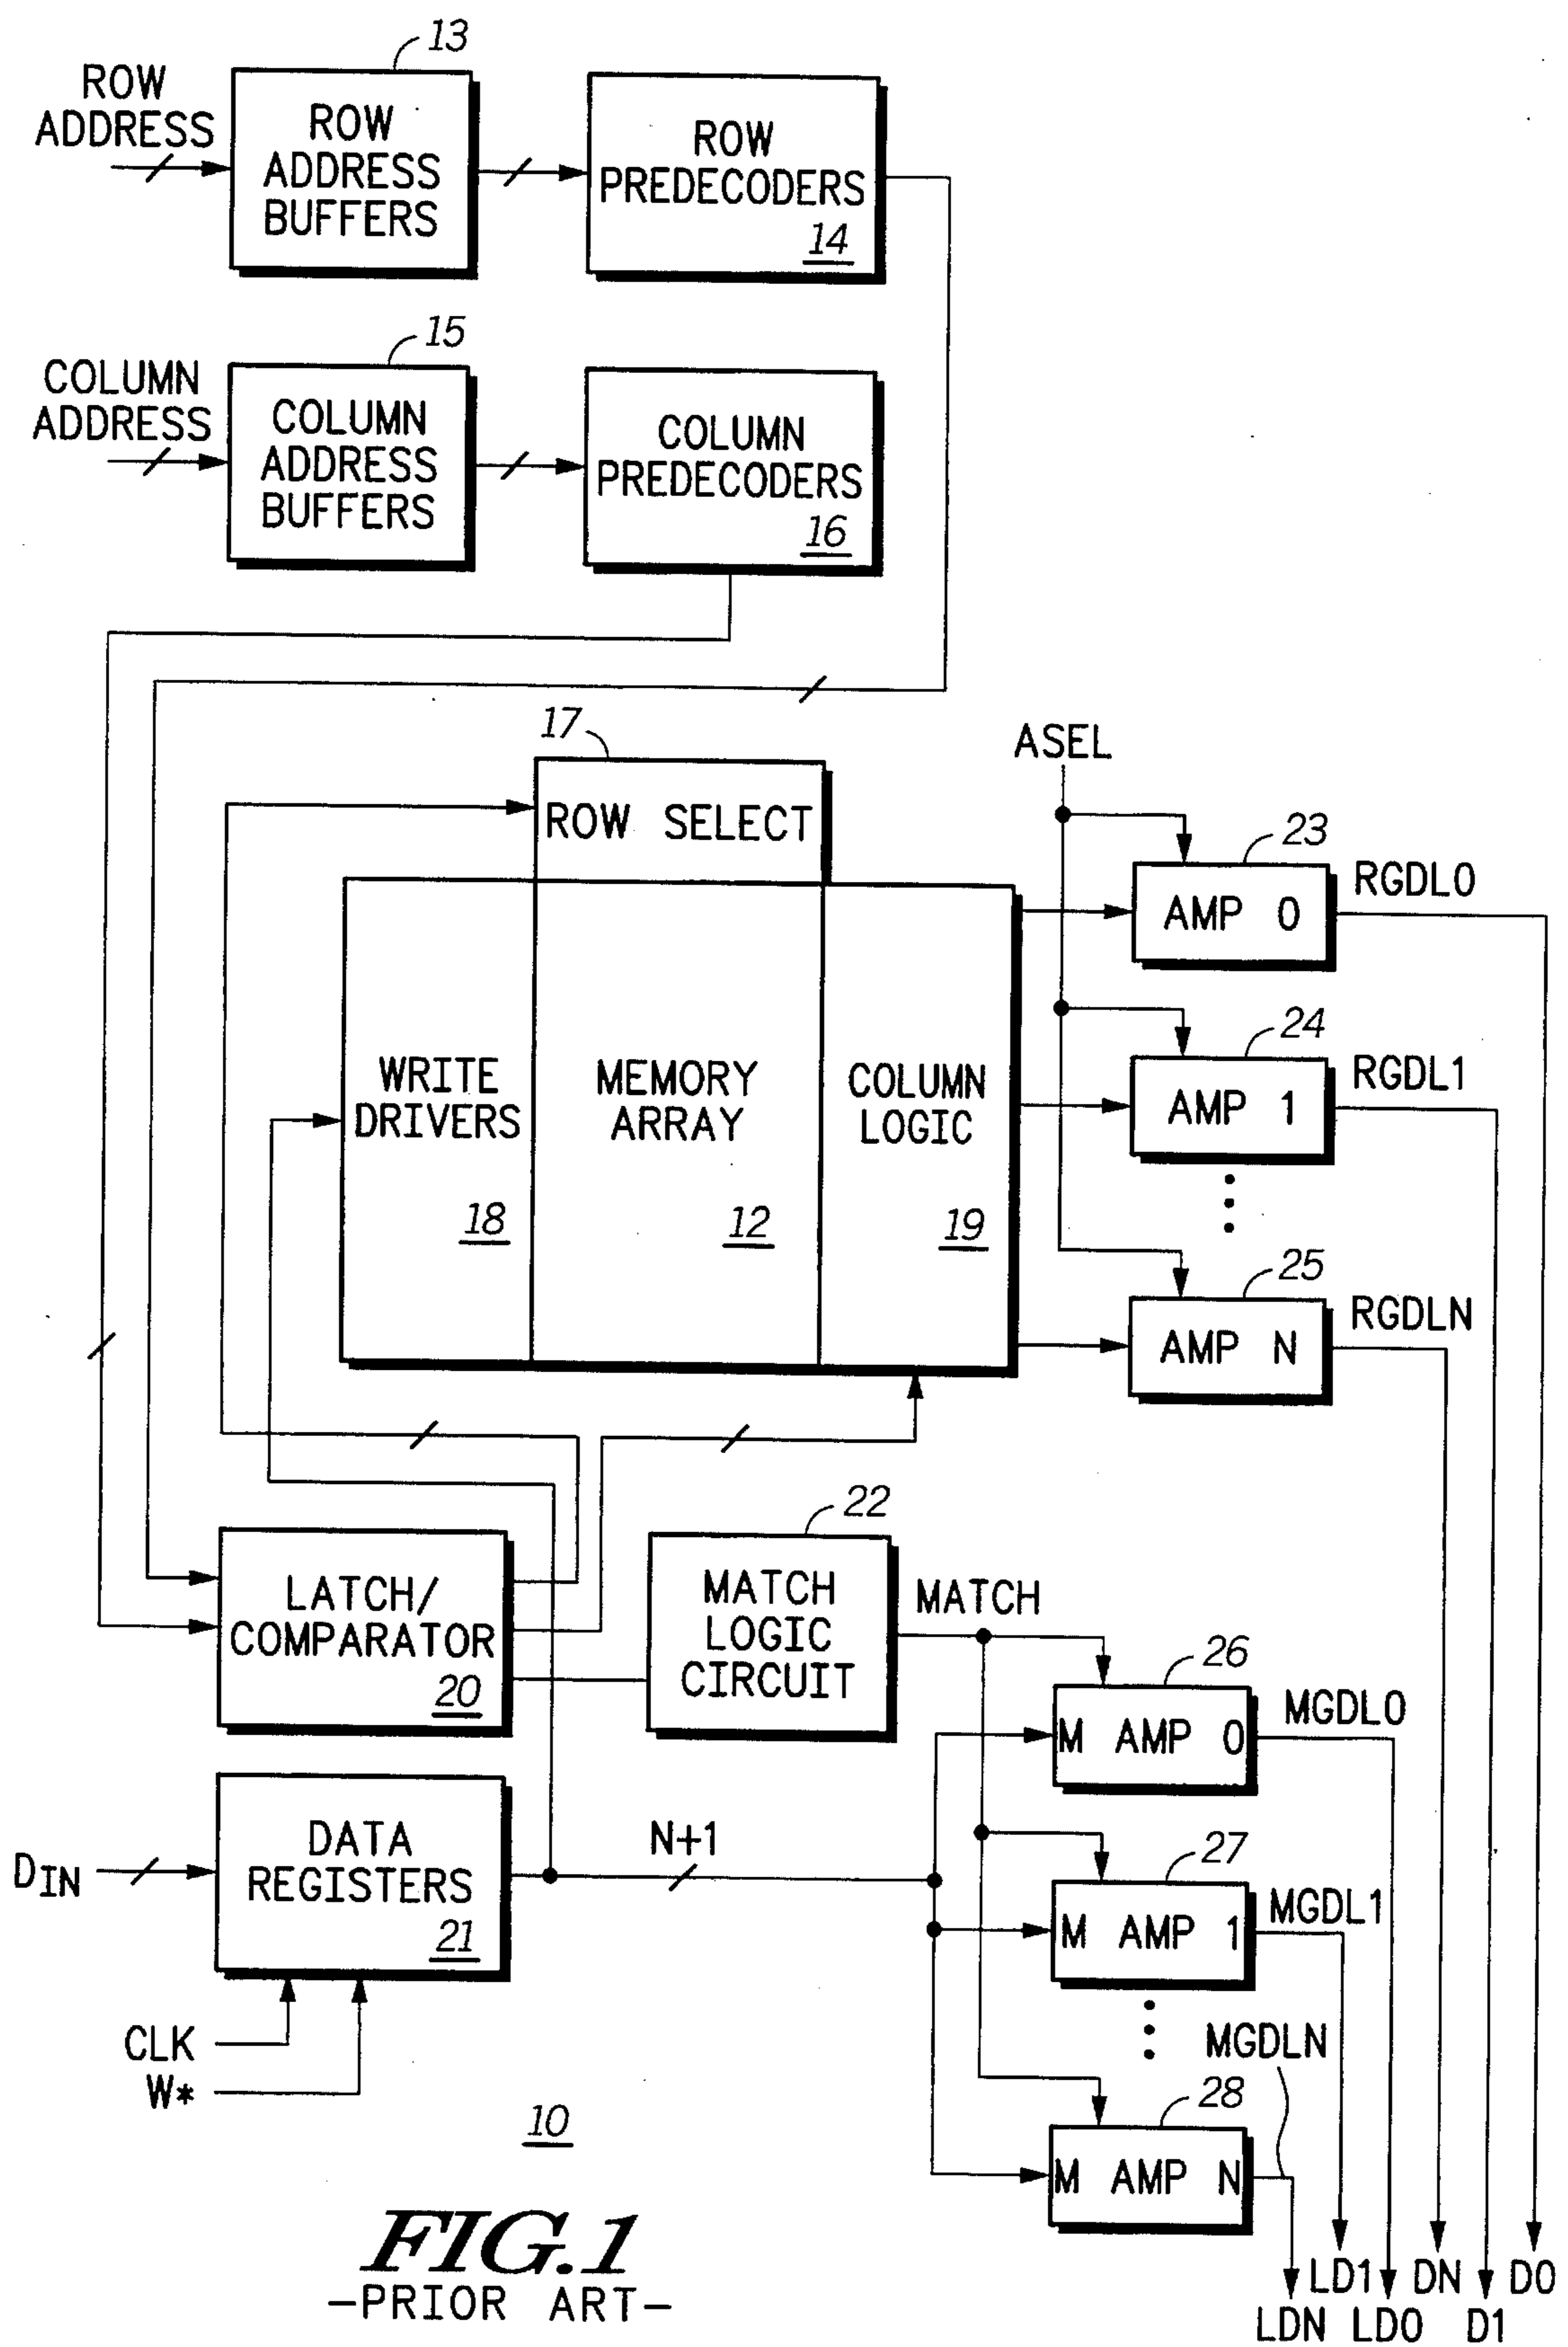 13
ROW
ADDRESS
ROW
ADDRESS
BUFFERS
ROW
PREDECODERS
14
15
COLUMN
ADDRESS
COLUMN
ADDRESS
BUFFERS
COLUMN
PREDECODERS
16
17
ROW SELECT
ASEL
23
AMP 0
RGDL0
24
AMP 1
RGDL1
25
AMP N
RGDLN
WRITE
DRIVERS
18
MEMORY
ARRAY
12
COLUMN
LOGIC
19
LATCH/
COMPARATOR
20
22
MATCH
LOGIC
CIRCUIT
MATCH
26
M AMP 0
MGDL0
DIN
DATA
REGISTERS
21
N+1
27
M AMP 1
MGDL1
CLK
W*
MGDLN
28
M AMP N
10
LD1 DN D0
LDN LD0 D1
FIG.1
-PRIOR ART-